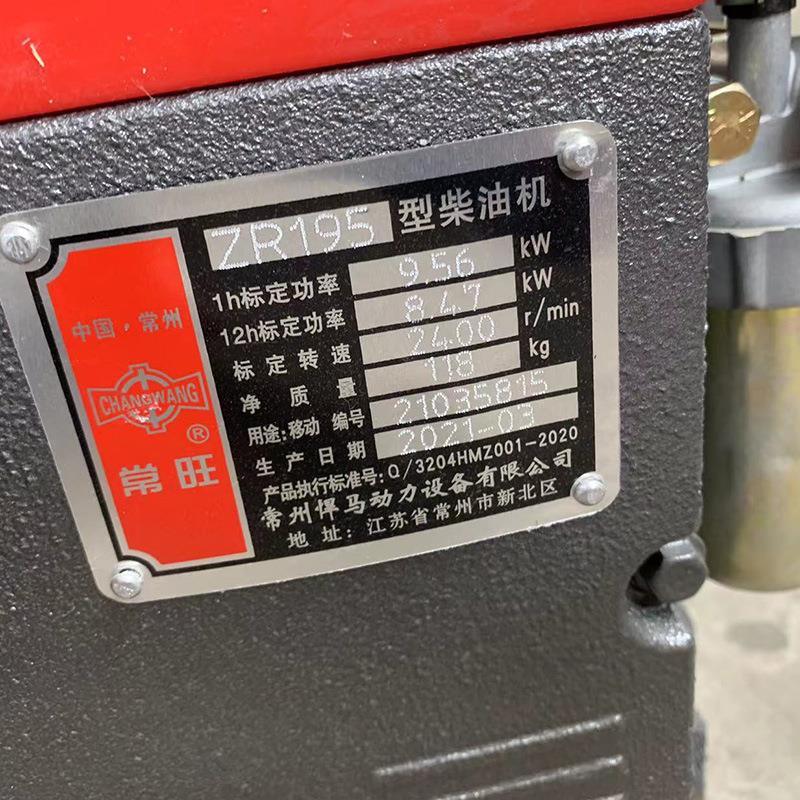 中国·常州
CHANGWANG
®
常旺
ZR195 型柴油机
1h标定功率 9.56 kW
12h标定功率 8.47 kW
标定转速 2400 r/min
净质量 118 kg
用途:移动 编号 21035815
生产日期 2021-03
产品执行标准号:Q/3204HMZ001-2020
常州悍马动力设备有限公司
地址:江苏省常州市新北区